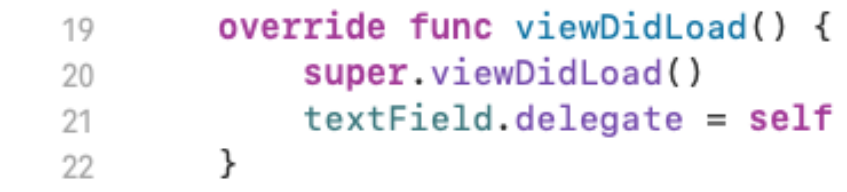 19 override func viewDidLoad() {
20 super.viewDidLoad()
21 textField.delegate = self
22 }